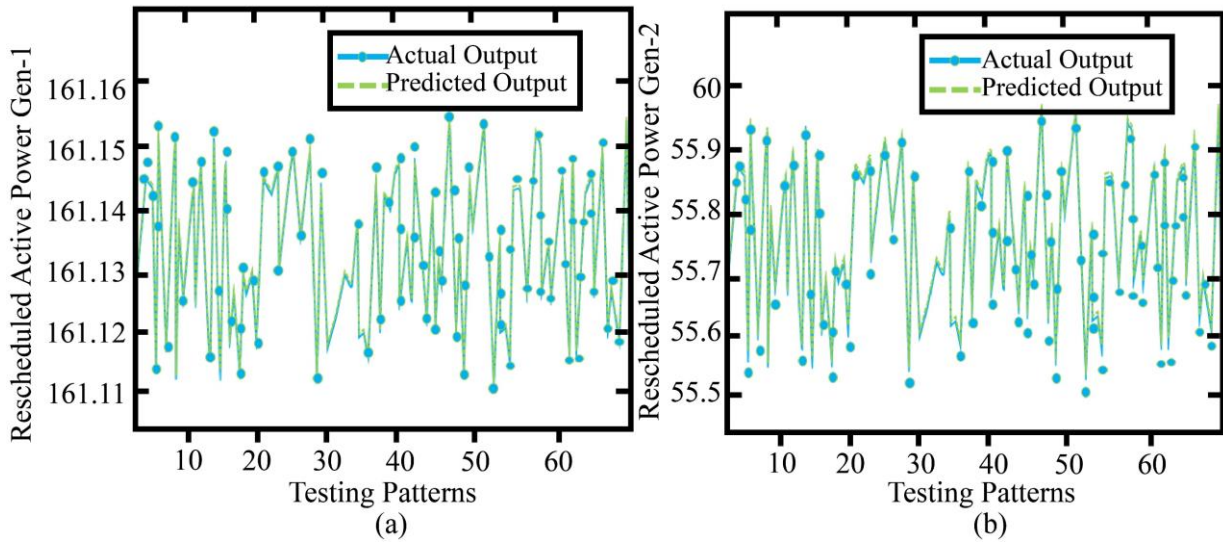 Rescheduled Active Power Gen-1
161.16
161.15
161.14
161.13
161.12
161.11
Actual Output
Predicted Output
10 20 30 40 50 60
Testing Patterns
(a)
Rescheduled Active Power Gen-2
60
55.9
55.8
55.7
55.6
55.5
Actual Output
Predicted Output
10 20 30 40 50 60
Testing Patterns
(b)